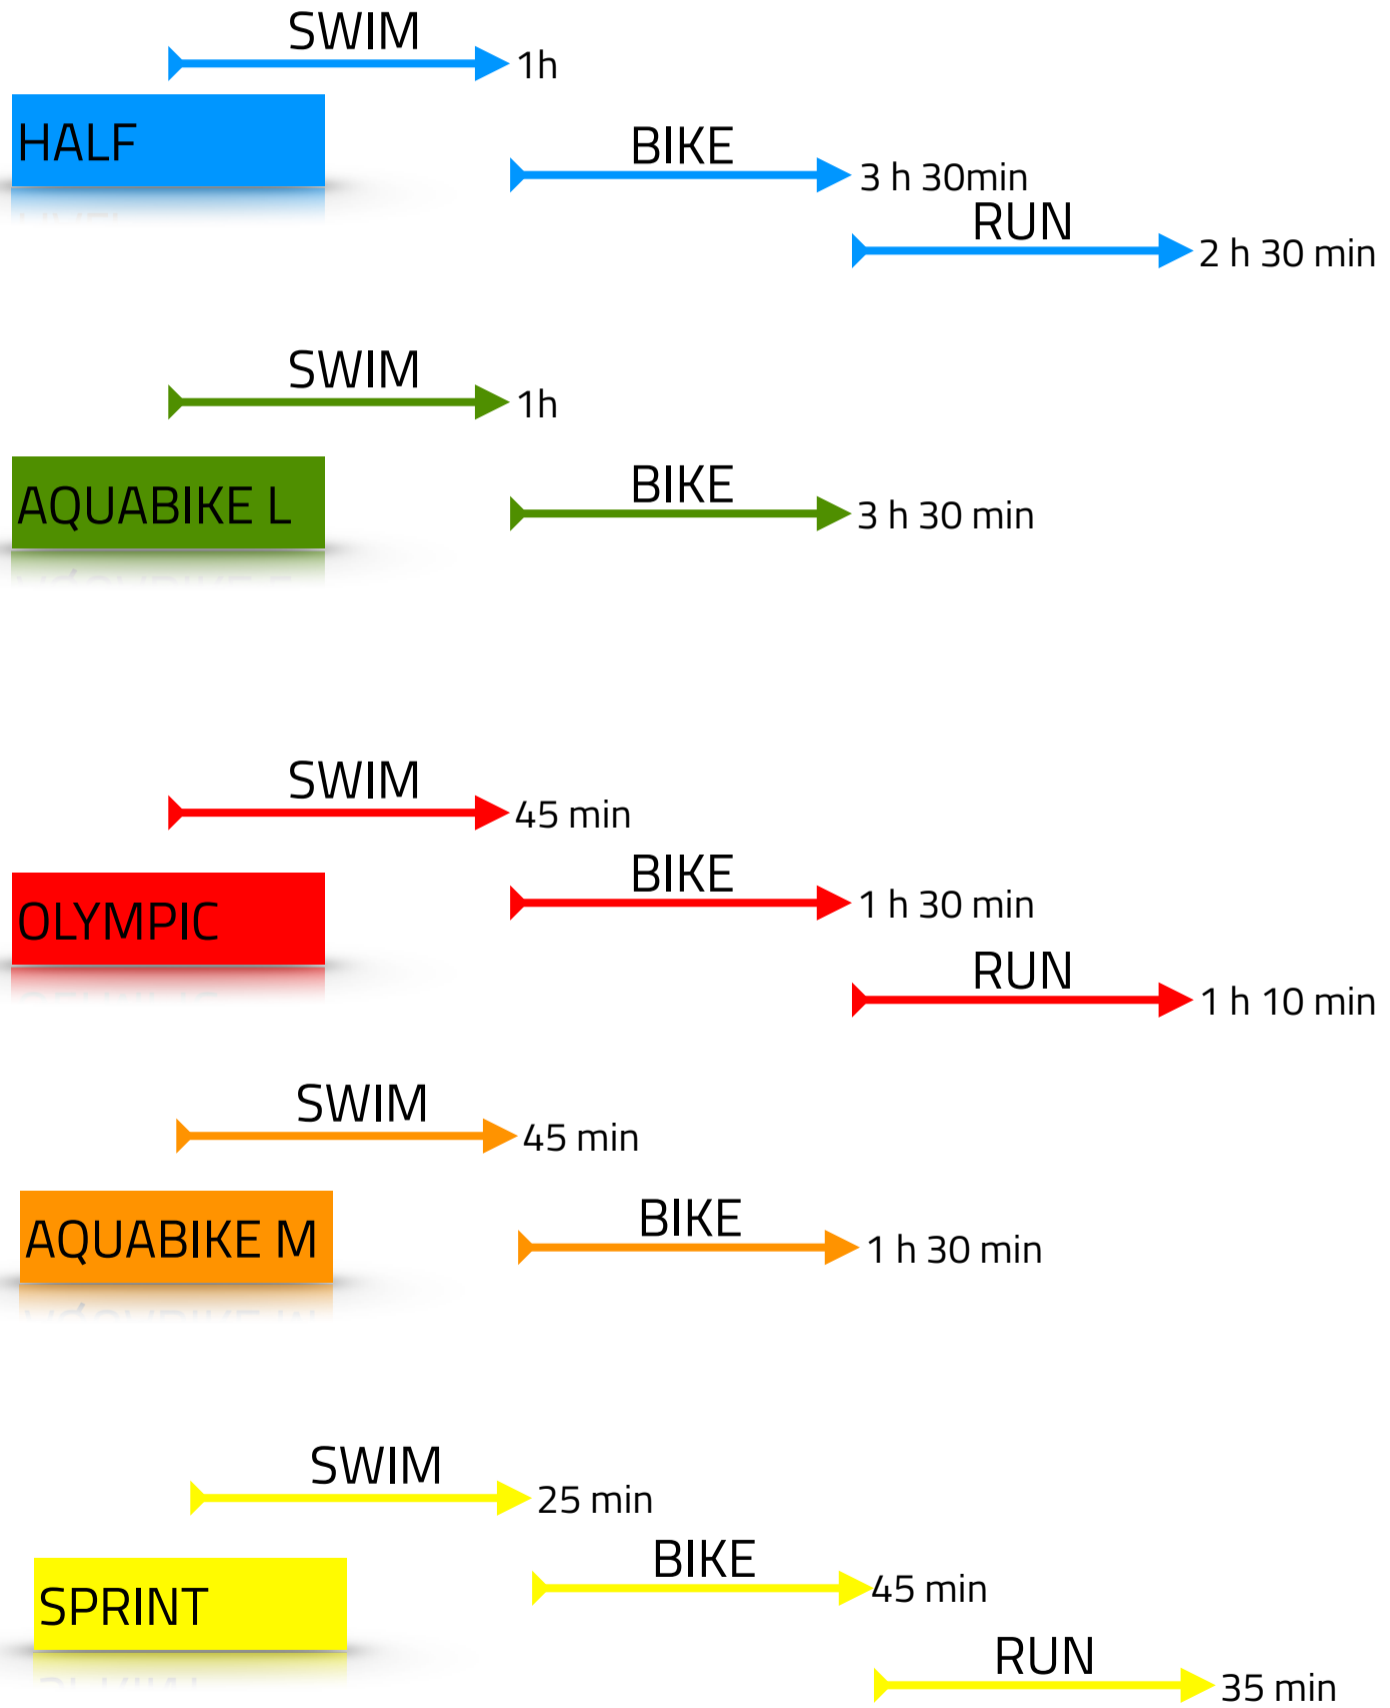 SWIM
1h
HALF
BIKE
3 h 30min
RUN
2 h 30 min
SWIM
1h
AQUABIKE L
BIKE
3 h 30 min
SWIM
45 min
BIKE
1 h 30 min
OLYMPIC
RUN
1 h 10 min
SWIM
45 min
AQUABIKE M
BIKE
1 h 30 min
SWIM
25 min
BIKE
45 min
SPRINT
RUN
35 min